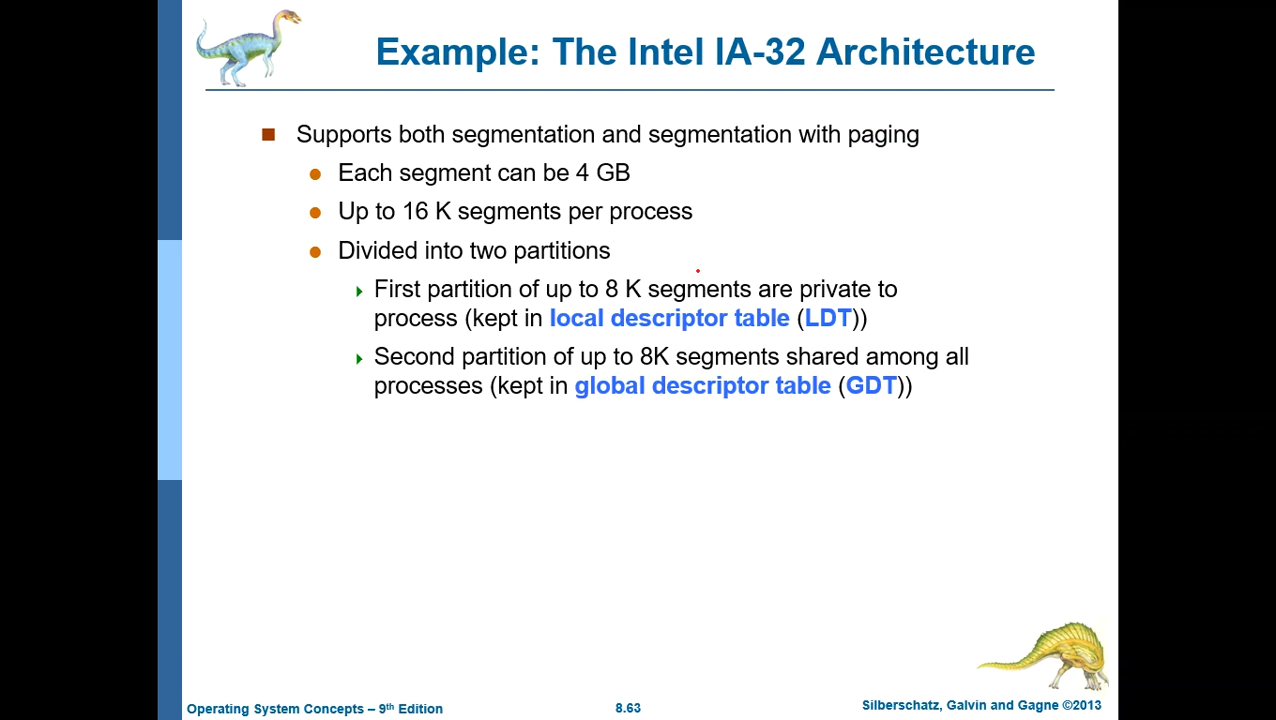 Example: The Intel IA-32 Architecture
Supports both segmentation and segmentation with paging
Each segment can be 4 GB
Up to 16 K segments per process
Divided into two partitions
First partition of up to 8 K segments are private to
process (kept in local descriptor table (LDT))
Second partition of up to 8K segments shared among all
processes (kept in global descriptor table (GDT))
Operating System Concepts – 9th Edition
8.63
Silberschatz, Galvin and Gagne ©2013